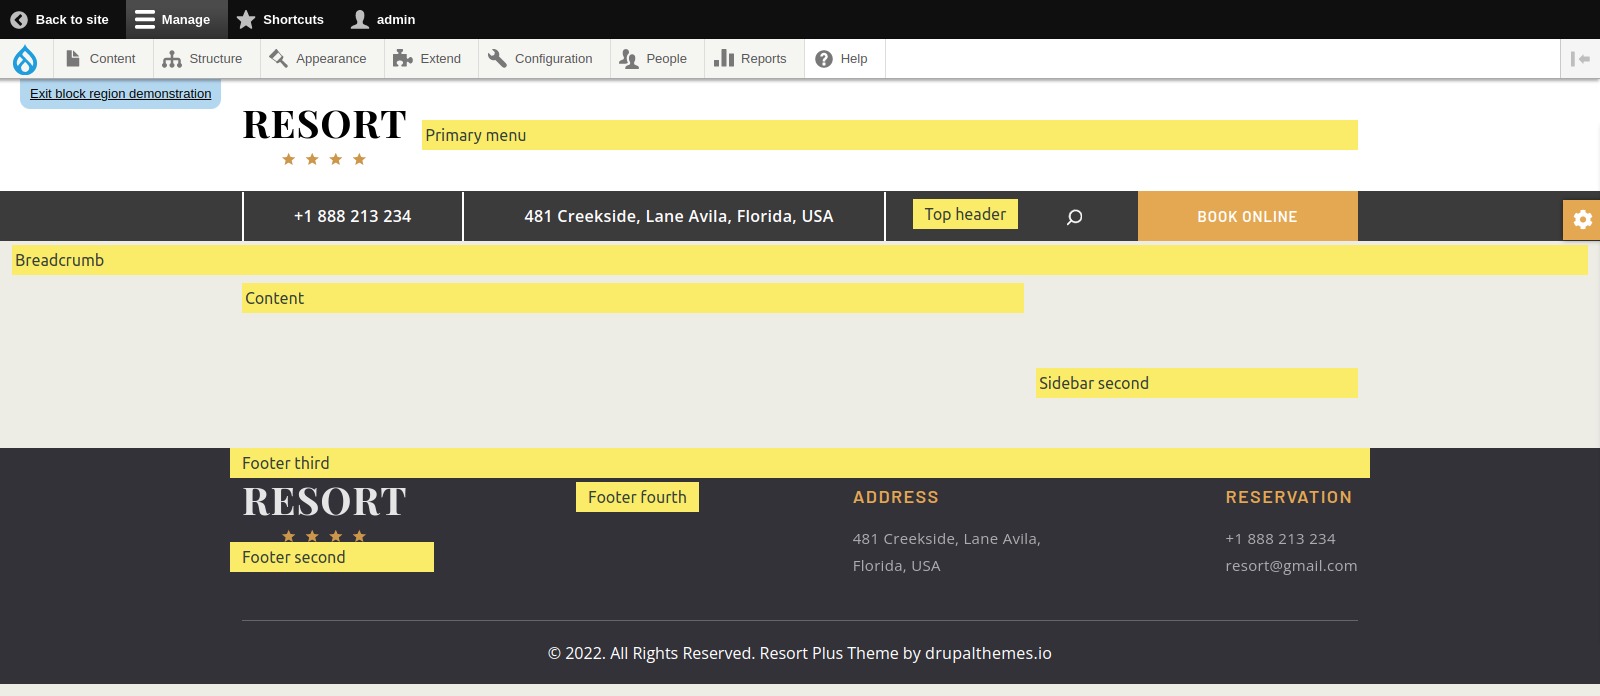 Back to site
Manage
Shortcuts
admin
Content
Structure
Appearance
Extend
Configuration
People
Reports
Help
Exit block region demonstration
RESORT
Primary menu
+1 888 213 234
481 Creekside, Lane Avila, Florida, USA
Top header
BOOK ONLINE
Breadcrumb
Content
Sidebar second
Footer third
RESORT
Footer second
Footer fourth
ADDRESS
481 Creekside, Lane Avila,
Florida, USA
RESERVATION
+1 888 213 234
resort@gmail.com
© 2022. All Rights Reserved. Resort Plus Theme by drupalthemes.io